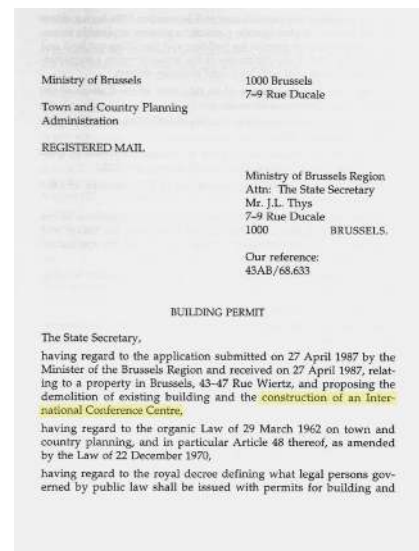 Ministry of Brussels
1000 Brussels
7–9 Rue Ducale
Town and Country Planning
Administration
REGISTERED MAIL
Ministry of Brussels Region
Attn: The State Secretary
Mr. J.L. Thys
7–9 Rue Ducale
1000 BRUSSELS.
Our reference:
43AB/68.633
BUILDING PERMIT
The State Secretary,
having regard to the application submitted on 27 April 1987 by the
Minister of the Brussels Region and received on 27 April 1987, relat-
ing to a property in Brussels, 43–47 Rue Wiertz, and proposing the
demolition of existing building and the construction of an Inter-
national Conference Centre,
having regard to the organic Law of 29 March 1962 on town and
country planning, and in particular Article 48 thereof, as amended
by the Law of 22 December 1970,
having regard to the royal decree defining what legal persons gov-
erned by public law shall be issued with permits for building and